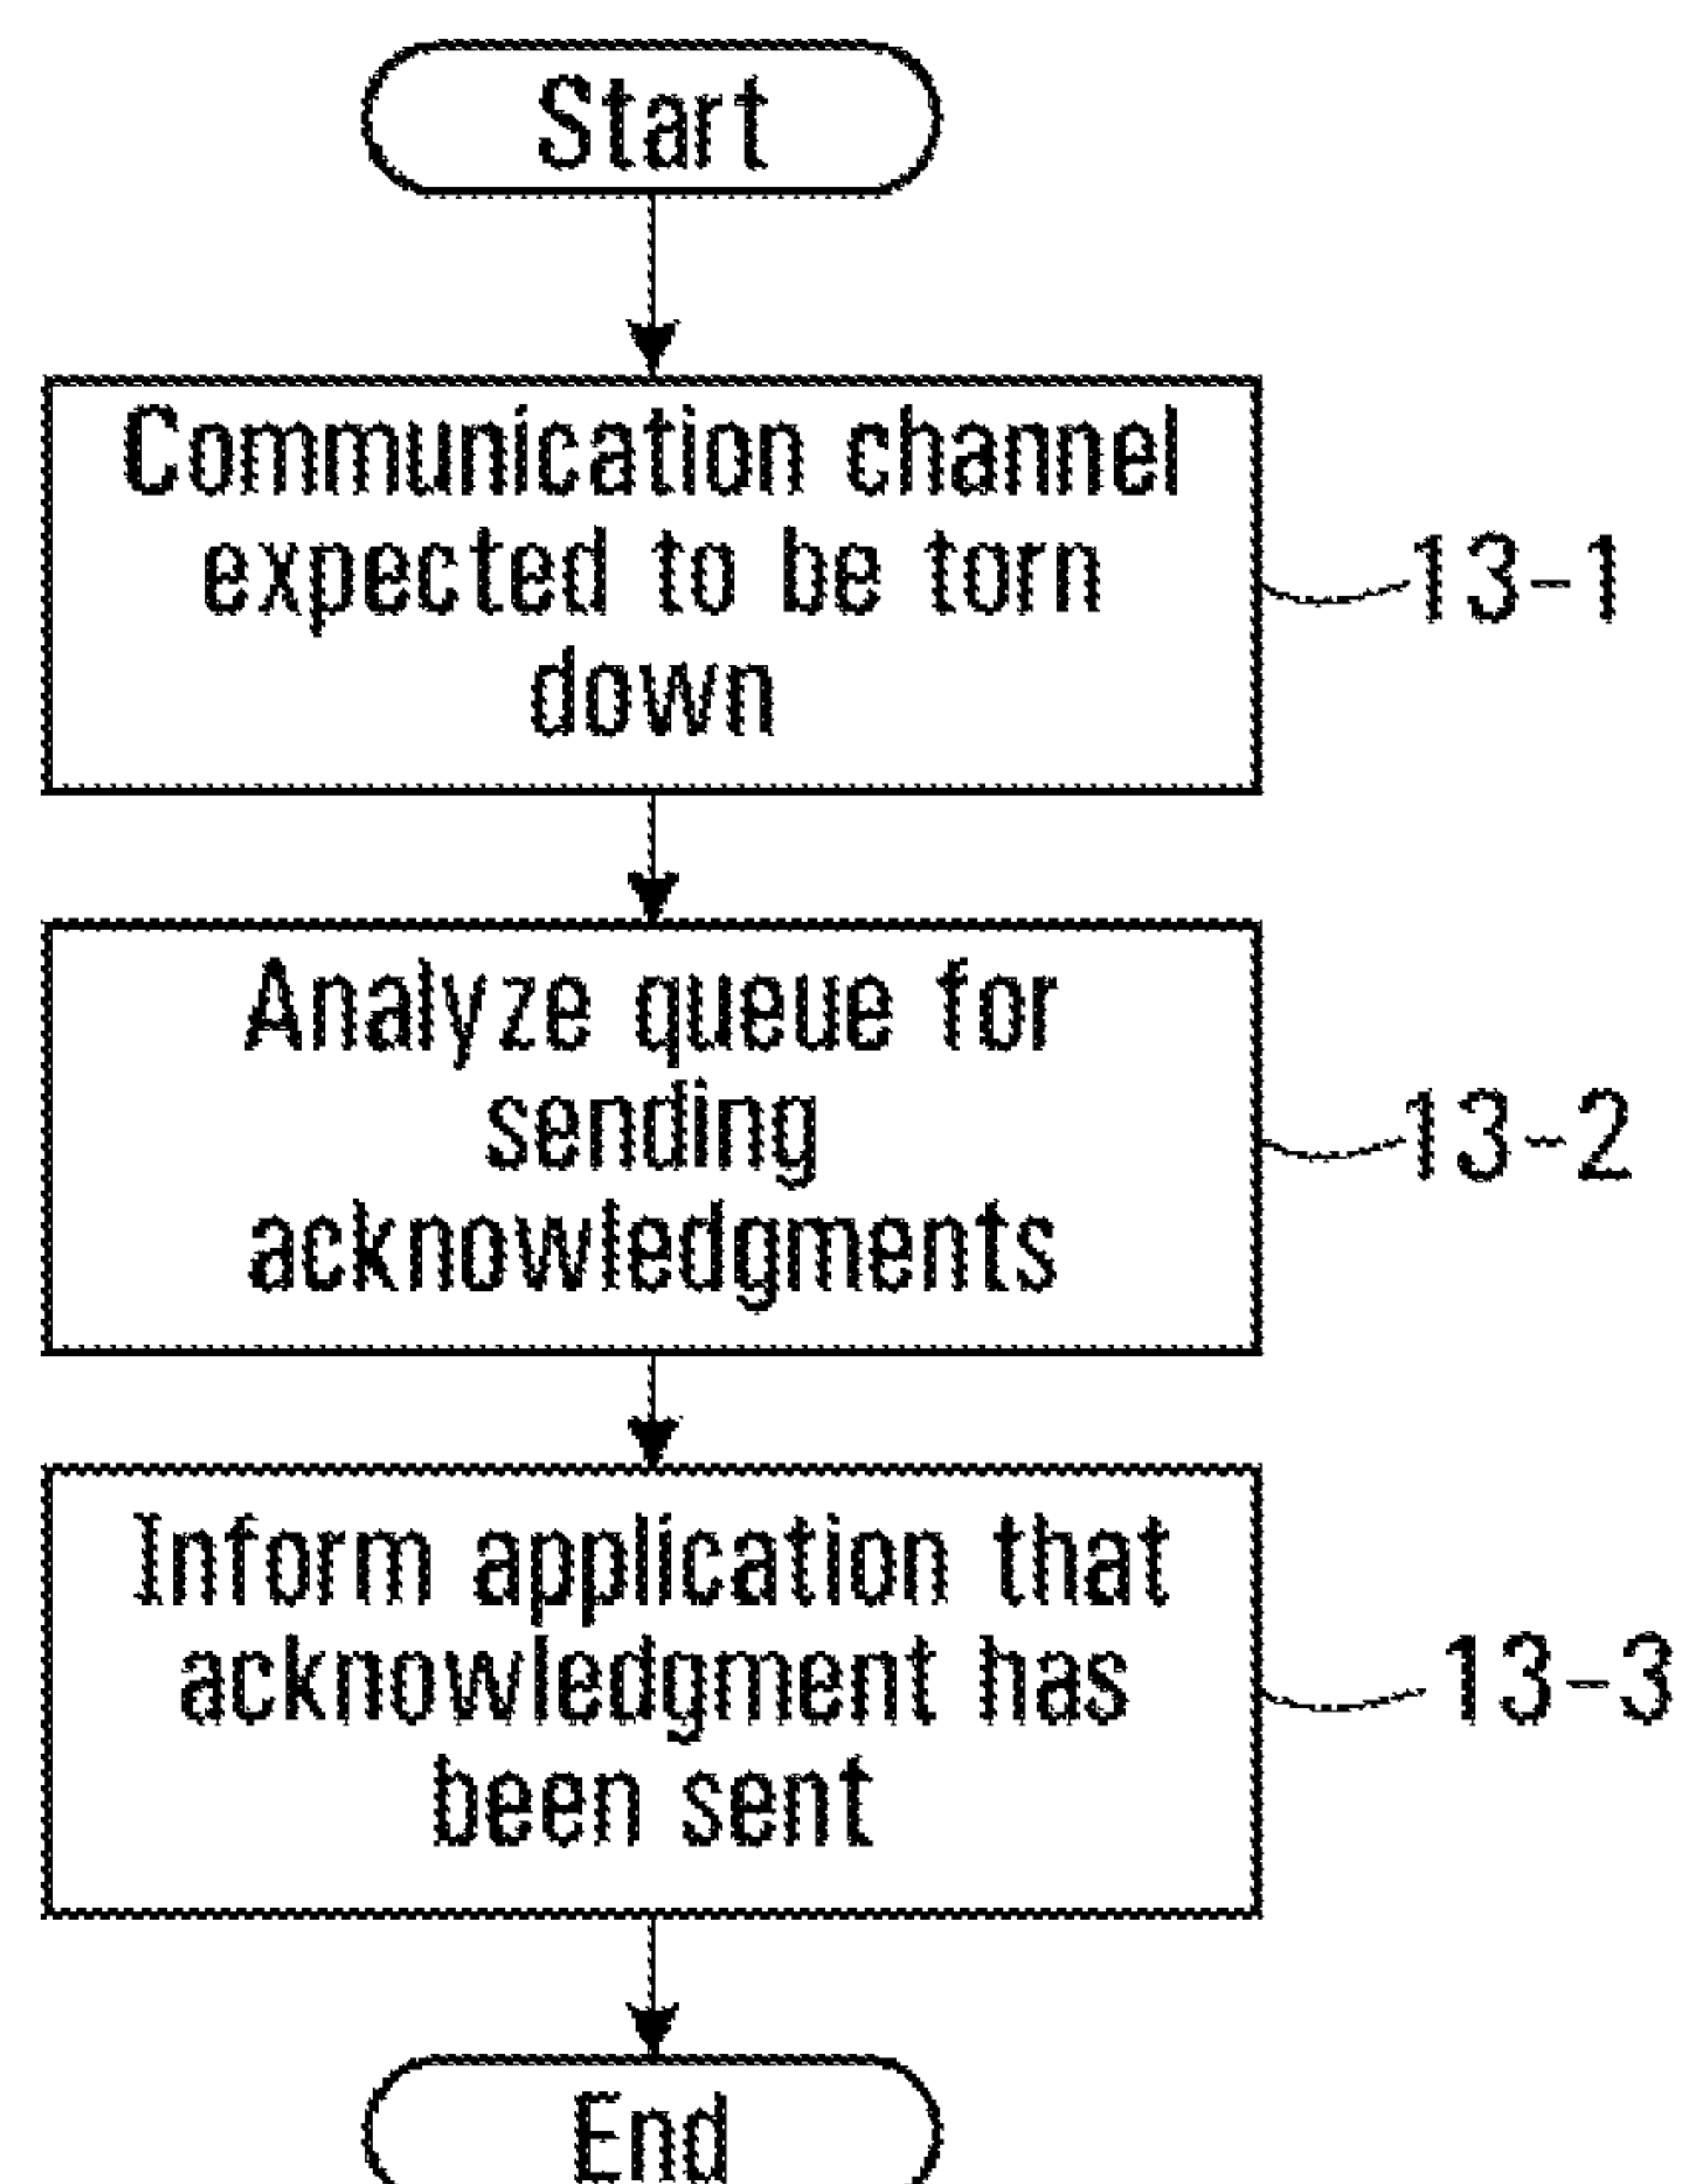 Start
Communication channel
expected to be torn
down
13-1
Analyze queue for
sending
acknowledgments
13-2
Inform application that
acknowledgment has
been sent
13-3
End